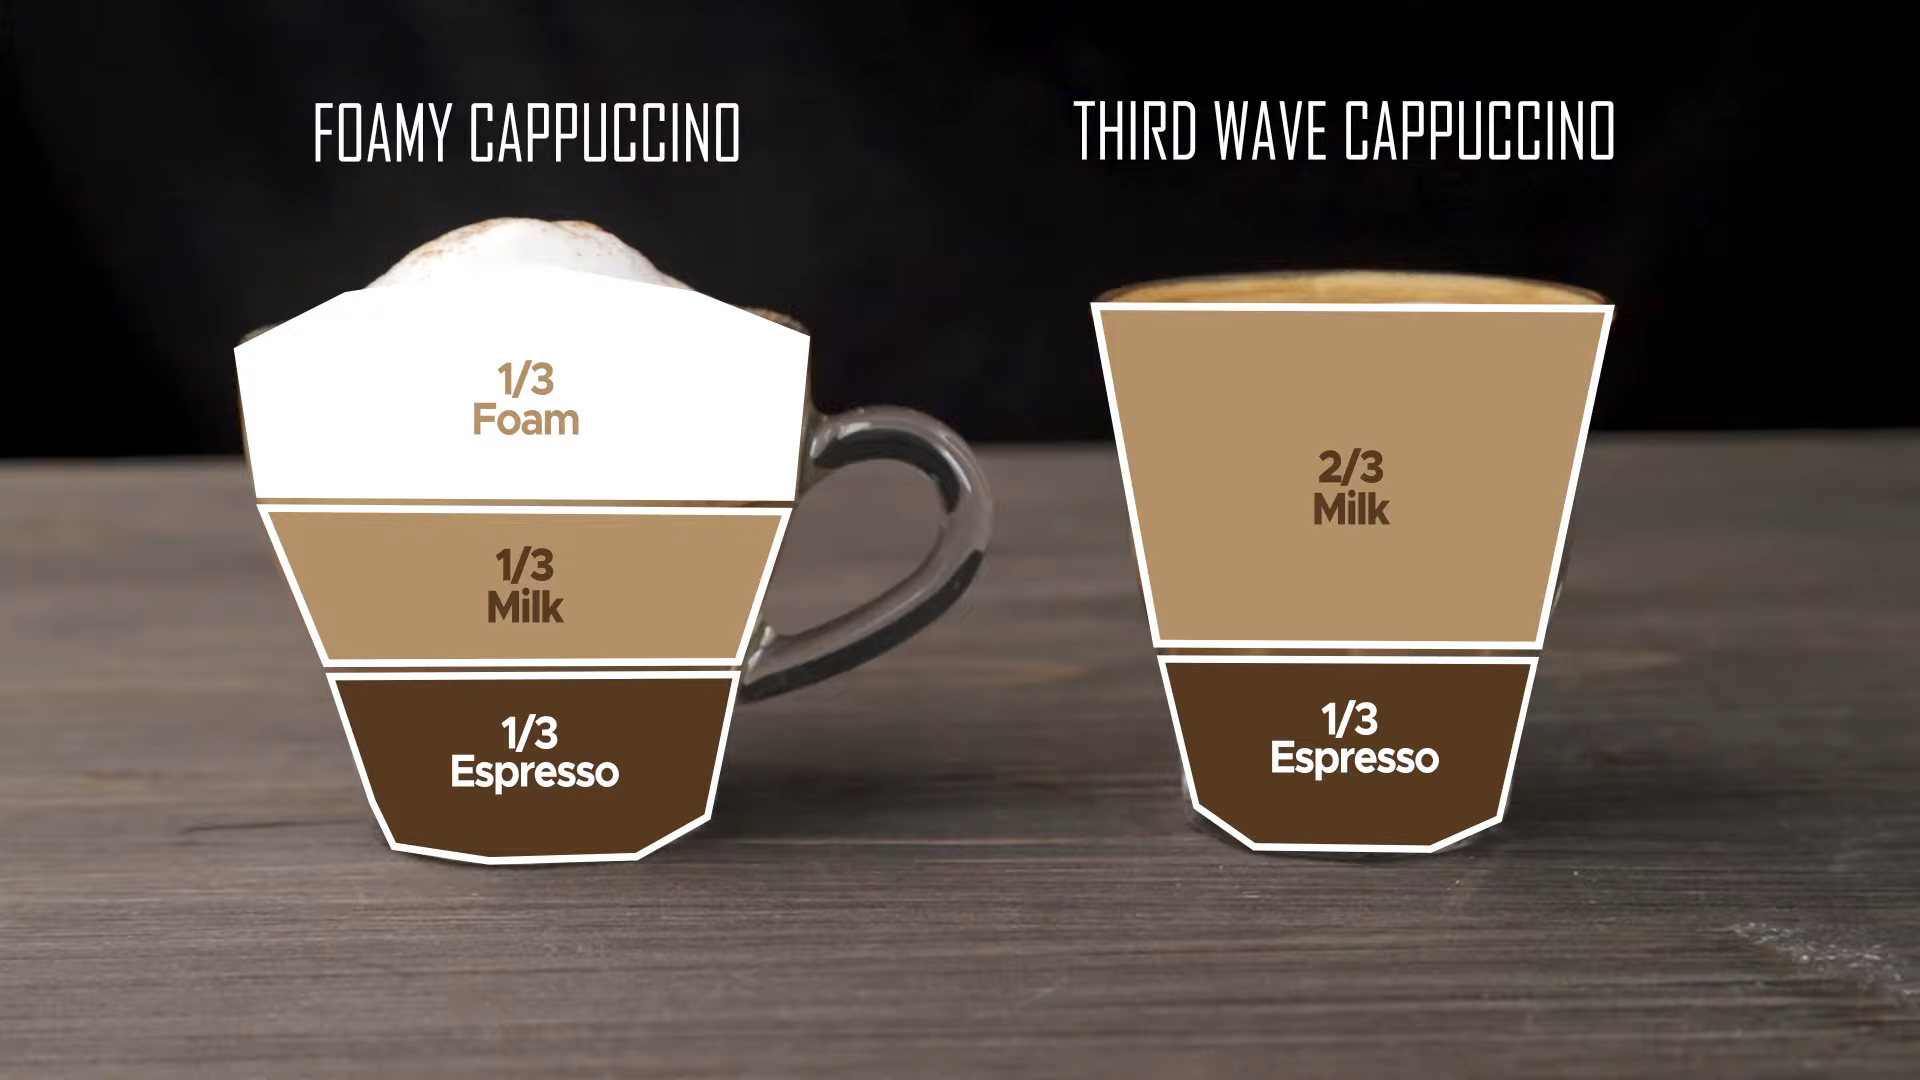 FOAMY CAPPUCCINO
1/3
Foam
1/3
Milk
1/3
Espresso
THIRD WAVE CAPPUCCINO
2/3
Milk
1/3
Espresso